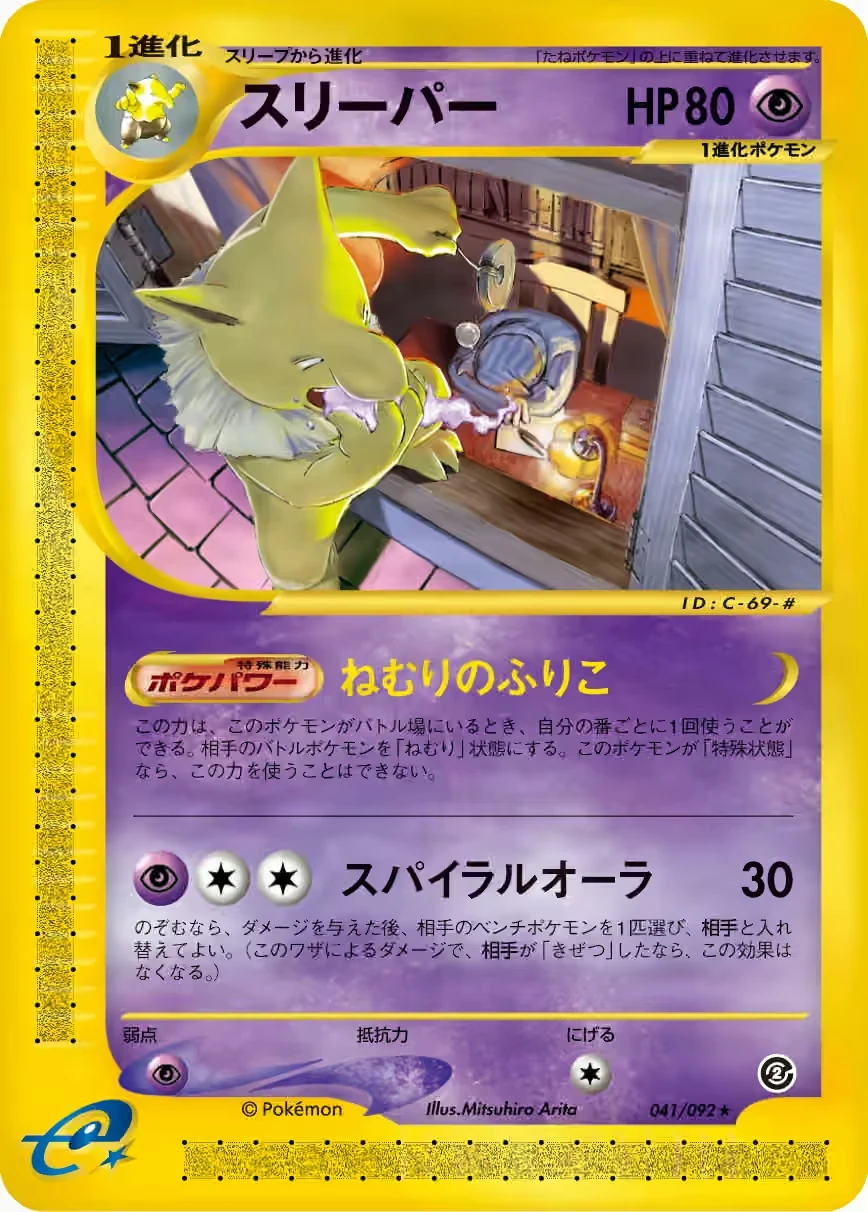 1進化
スリープから進化
「たねポケモン」の上に重ねて進化させます。
スリーパー
HP80
1進化ポケモン
ID:C-69-#
特殊能力
ポケパワー
ねむりのふりこ
この力は、このポケモンがバトル場にいるとき、自分の番ごとに1回使うことが
できる。相手のバトルポケモンを「ねむり」状態にする。このポケモンが「特殊状態」
なら、この力を使うことはできない。
スパイラルオーラ
30
のぞむなら、ダメージを与えた後、相手のベンチポケモンを1匹選び、相手と入れ
替えてよい。（このワザによるダメージで、相手が「きぜつ」したなら、この効果は
なくなる。）
弱点
抵抗力
にげる
2
© Pokémon
Illus.Mitsuhiro Arita
041/092★
e